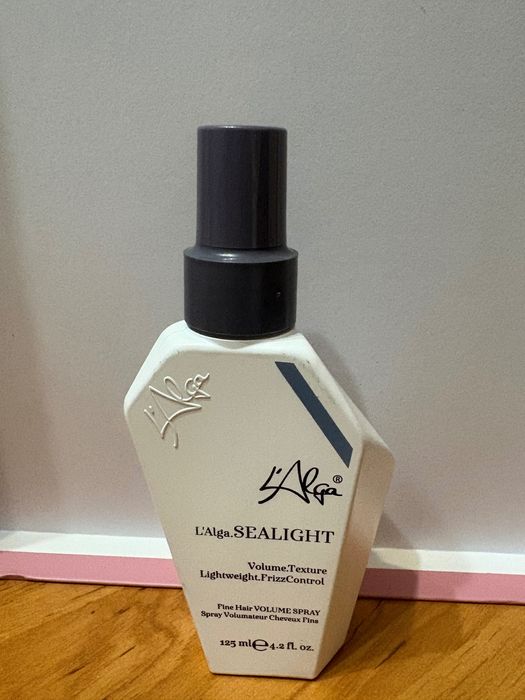 L'Alga
L'Alga®
L'Alga.SEALIGHT
Volume.Texture
Lightweight.FrizzControl
Fine Hair VOLUME SPRAY
Spray Volumateur Cheveux Fins
125 ml℮4.2 fl. oz.